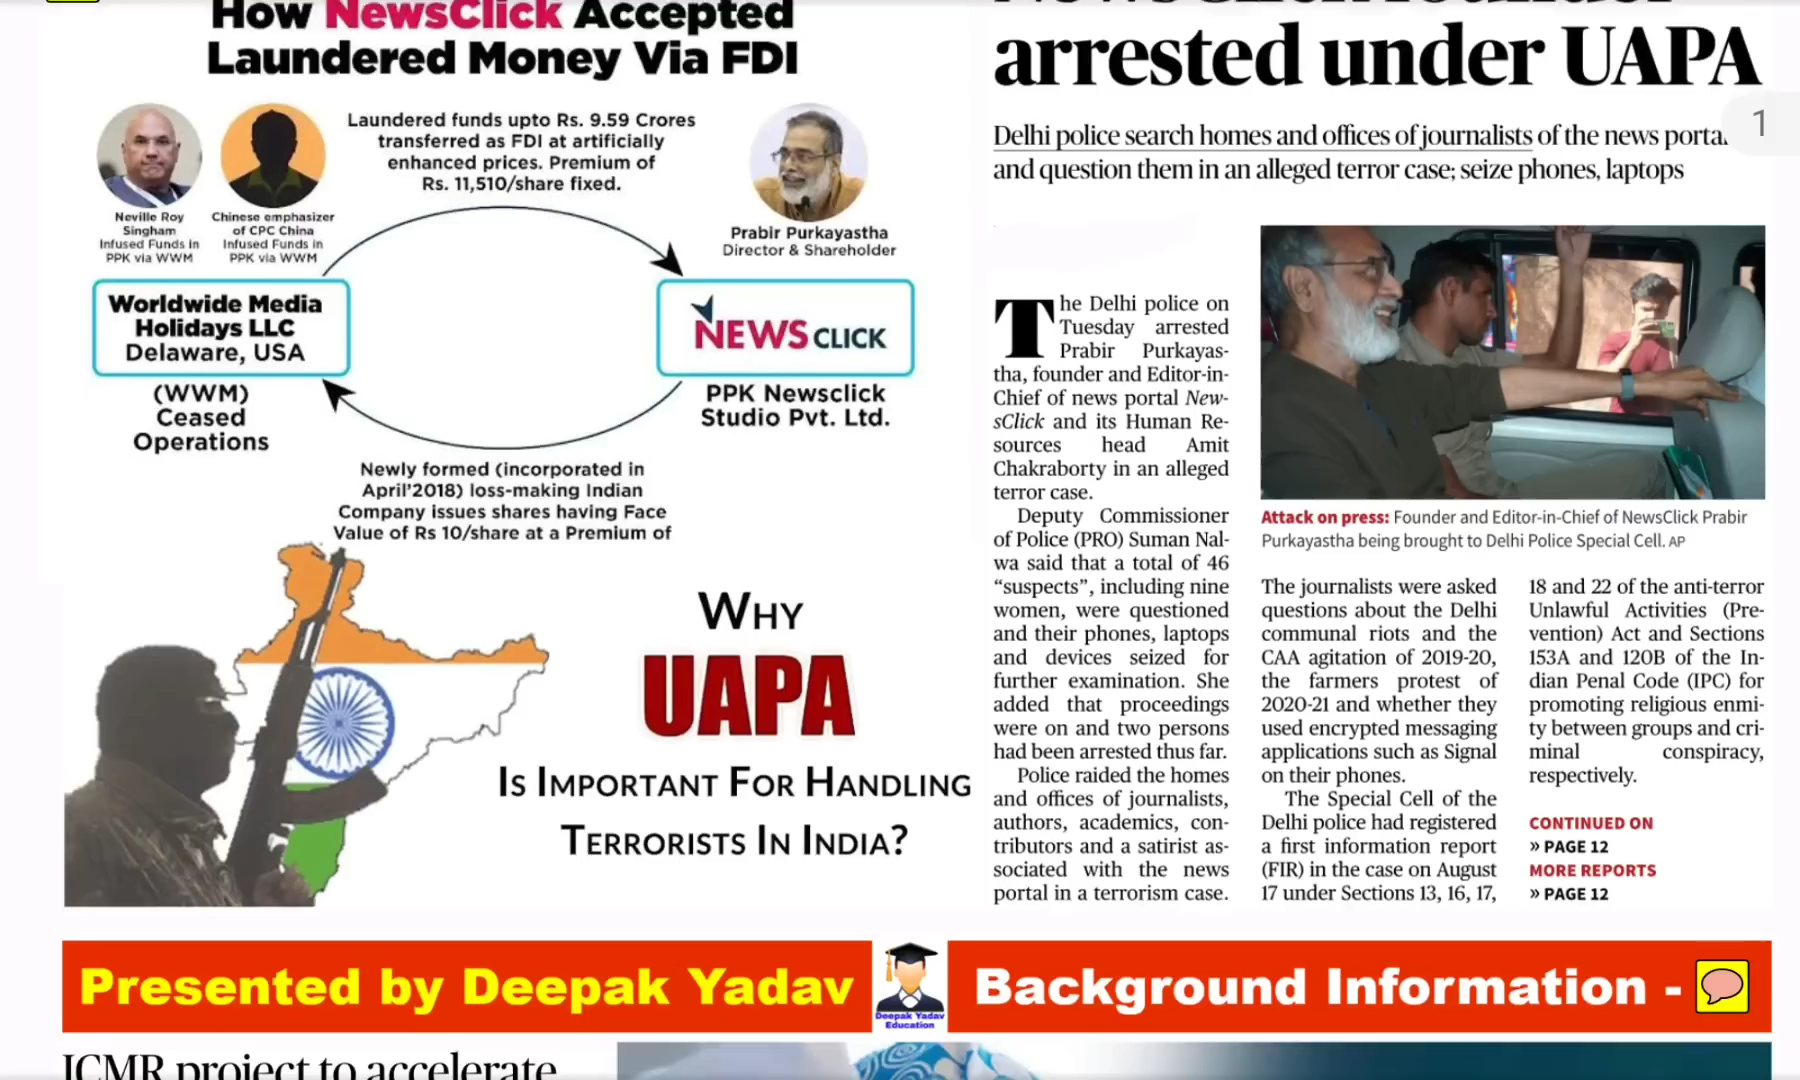 How NewsClick Accepted
Laundered Money Via FDI
Laundered funds upto Rs. 9.59 Crores
transferred as FDI at artificially
enhanced prices. Premium of
Rs. 11,510/share fixed.
Neville Roy
Singham
Infused Funds in
PPK via WWM
Chinese emphasizer
of CPC China
Infused Funds in
PPK via WWM
Prabir Purkayastha
Director & Shareholder
Worldwide Media
Holidays LLC
Delaware, USA
NEWS CLICK
(WWM)
Ceased
Operations
PPK Newsclick
Studio Pvt. Ltd.
Newly formed (incorporated in
April'2018) loss-making Indian
Company issues shares having Face
Value of Rs 10/share at a Premium of
WHY
UAPA
IS IMPORTANT FOR HANDLING
TERRORISTS IN INDIA?
NewsClick founder
arrested under UAPA
1
Delhi police search homes and offices of journalists of the news portal
and question them in an alleged terror case; seize phones, laptops
The Delhi police on
Tuesday arrested
Prabir Purkayas-
tha, founder and Editor-in-
Chief of news portal New-
sClick and its Human Re-
sources head Amit
Chakraborty in an alleged
terror case.
Deputy Commissioner
of Police (PRO) Suman Nal-
wa said that a total of 46
“suspects”, including nine
women, were questioned
and their phones, laptops
and devices seized for
further examination. She
added that proceedings
were on and two persons
had been arrested thus far.
Police raided the homes
and offices of journalists,
authors, academics, con-
tributors and a satirist as-
sociated with the news
portal in a terrorism case.
Attack on press: Founder and Editor-in-Chief of NewsClick Prabir
Purkayastha being brought to Delhi Police Special Cell. AP
The journalists were asked
questions about the Delhi
communal riots and the
CAA agitation of 2019-20,
the farmers protest of
2020-21 and whether they
used encrypted messaging
applications such as Signal
on their phones.
The Special Cell of the
Delhi police had registered
a first information report
(FIR) in the case on August
17 under Sections 13, 16, 17,
18 and 22 of the anti-terror
Unlawful Activities (Pre-
vention) Act and Sections
153A and 120B of the In-
dian Penal Code (IPC) for
promoting religious enmi-
ty between groups and cri-
minal conspiracy,
respectively.
CONTINUED ON
» PAGE 12
MORE REPORTS
» PAGE 12
Presented by Deepak Yadav
Deepak Yadav
Education
Background Information -
ICMR project to accelerate